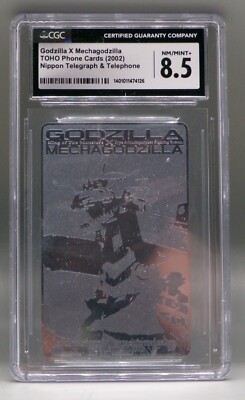 CGC
CERTIFIED GUARANTY COMPANY
Godzilla X Mechagodzilla
TOHO Phone Cards (2002)
Nippon Telegraph & Telephone
1401011474126
NM/MINT+
8.5
GODZILLA
MECHAGODZILLA